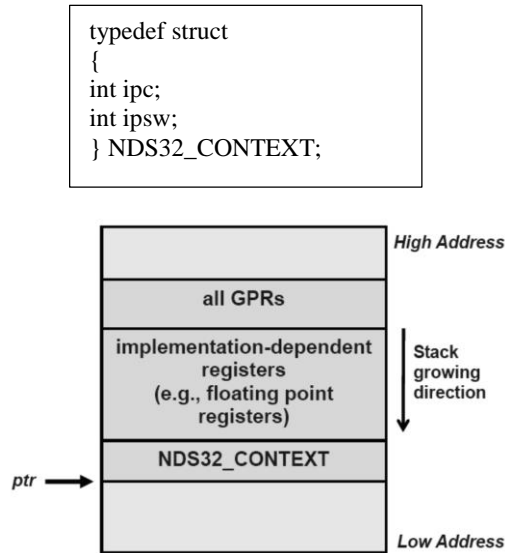 typedef struct
{
int ipc;
int ipsw;
} NDS32_CONTEXT;
High Address
all GPRs
implementation-dependent
registers
(e.g., floating point
registers)
Stack
growing
direction
NDS32_CONTEXT
ptr
Low Address